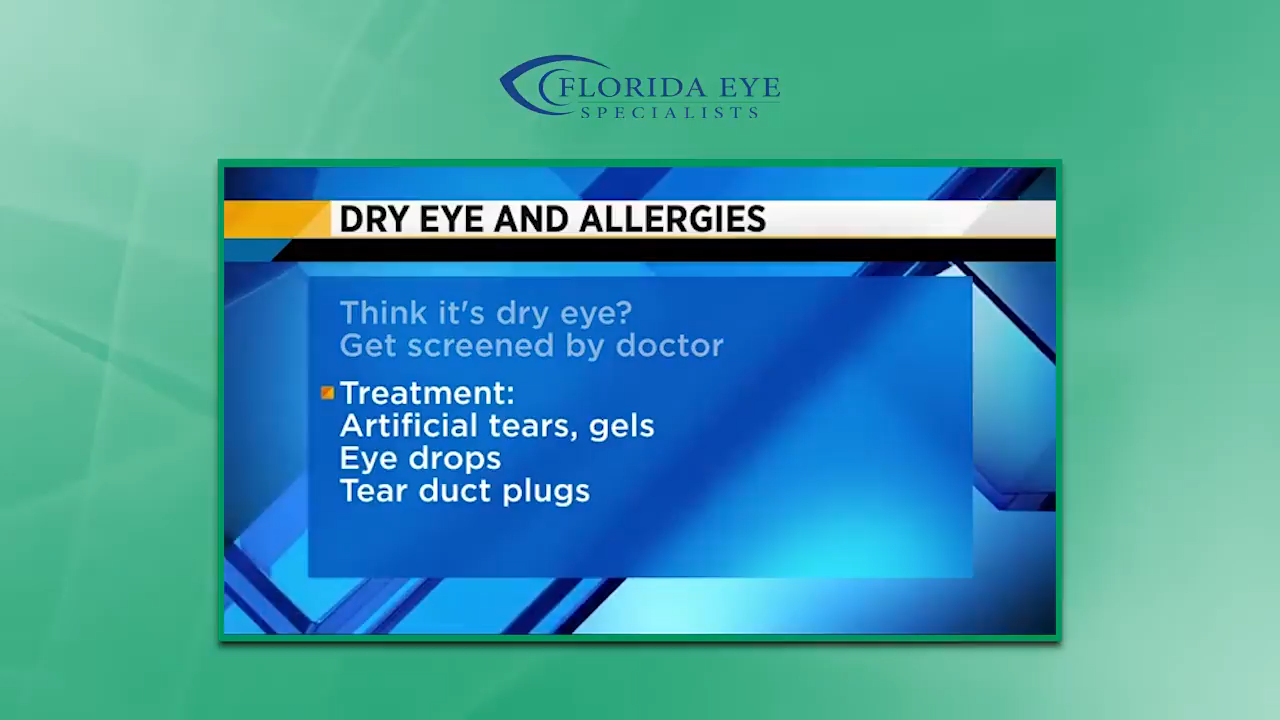 FLORIDA EYE
SPECIALISTS
DRY EYE AND ALLERGIES
Think it's dry eye?
Get screened by doctor
Treatment:
Artificial tears, gels
Eye drops
Tear duct plugs